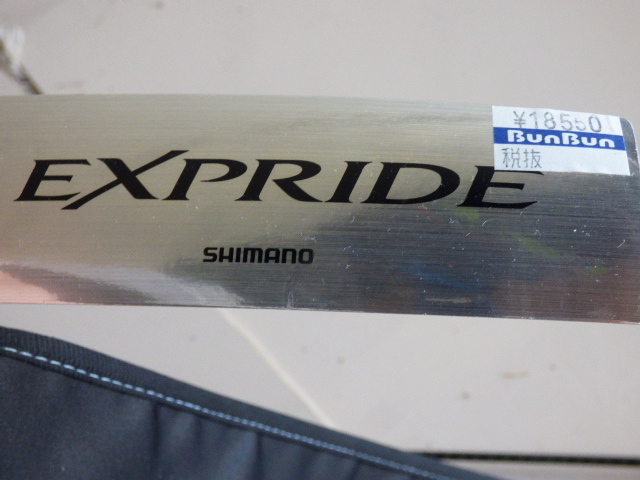 ¥18550
BunBun
税抜
EXPRIDE
SHIMANO